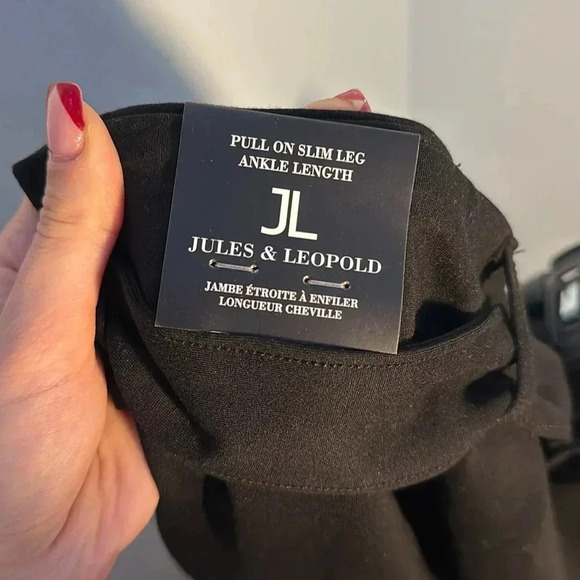 PULL ON SLIM LEG
ANKLE LENGTH
JL
JULES & LEOPOLD
JAMBE ÉTROITE À ENFILER
LONGUEUR CHEVILLE